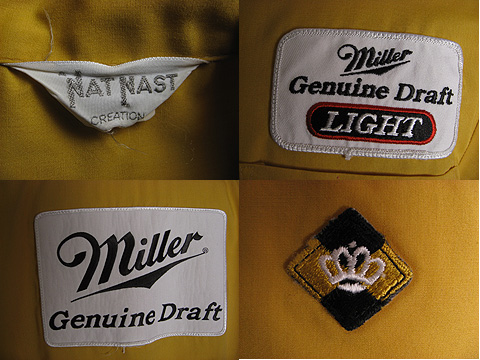 NAT NAST
CREATION
Miller
Genuine Draft
LIGHT
Miller®
Genuine Draft